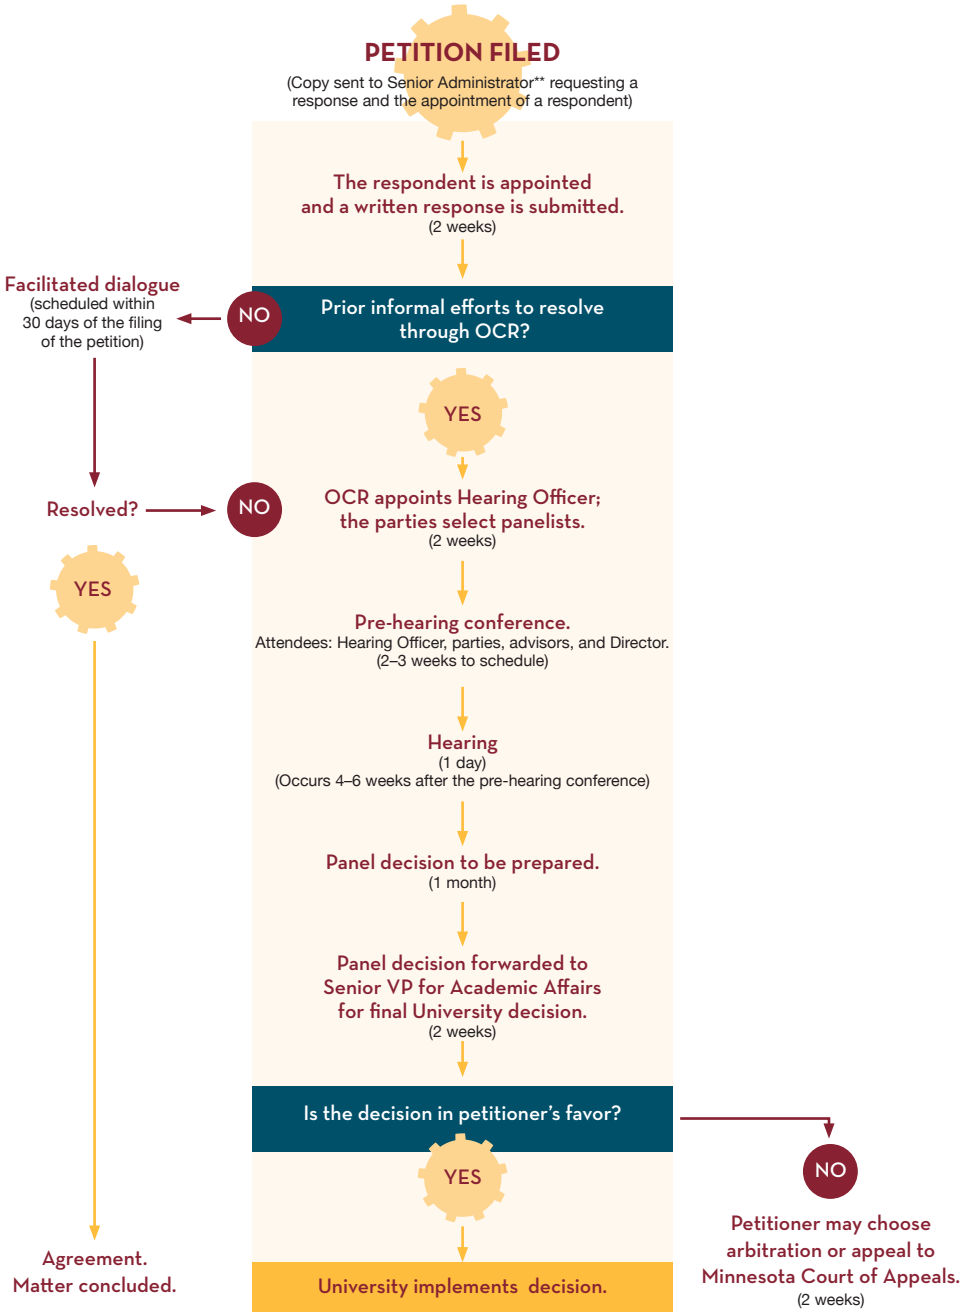 PETITION FILED
(Copy sent to Senior Administrator** requesting a
response and the appointment of a respondent)
The respondent is appointed
and a written response is submitted.
(2 weeks)
Prior informal efforts to resolve
through OCR?
NO
Facilitated dialogue
(scheduled within
30 days of the filing
of the petition)
YES
Resolved?
NO
YES
OCR appoints Hearing Officer;
the parties select panelists.
(2 weeks)
Pre-hearing conference.
Attendees: Hearing Officer, parties, advisors, and Director.
(2–3 weeks to schedule)
Hearing
(1 day)
(Occurs 4–6 weeks after the pre-hearing conference)
Panel decision to be prepared.
(1 month)
Panel decision forwarded to
Senior VP for Academic Affairs
for final University decision.
(2 weeks)
Is the decision in petitioner's favor?
YES
NO
Agreement.
Matter concluded.
University implements decision.
Petitioner may choose
arbitration or appeal to
Minnesota Court of Appeals.
(2 weeks)